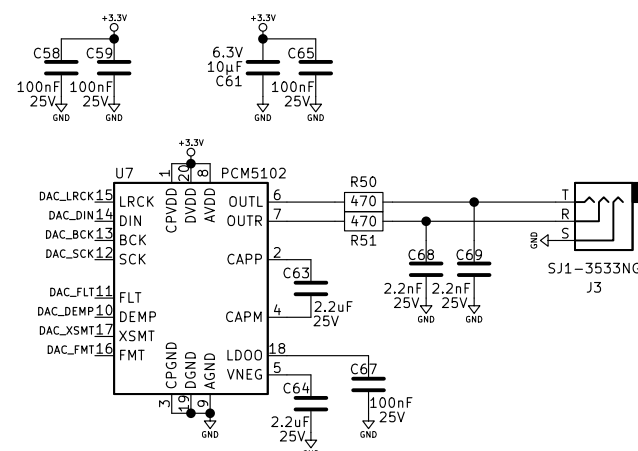 +3.3V
+3.3V
C58
C59
6.3V
C65
10µF
C61
100nF
100nF
100nF
25V
25V
25V
GND
GND
GND
GND
+3.3V
U7
PCM5102
1
20
8
CPVDD
DVDD
AVDD
DAC_LRCK 15 LRCK
DAC_DIN 14 DIN
DAC_BCK 13 BCK
DAC_SCK 12 SCK
DAC_FLT 11 FLT
DAC_DEMP 10 DEMP
DAC_XSMT 17 XSMT
DAC_FMT 16 FMT
OUTL 6
OUTR 7
CAPP 2
CAPM 4
LDOO 18
VNEG 5
CPGND
DGND
AGND
3
19
9
GND
R50
470
470
R51
C63
2.2uF
25V
C68
C69
2.2nF
2.2nF
25V
25V
GND
GND
T
R
S
GND
SJ1-3533NG
J3
C64
2.2uF
25V
GND
C67
100nF
25V
GND